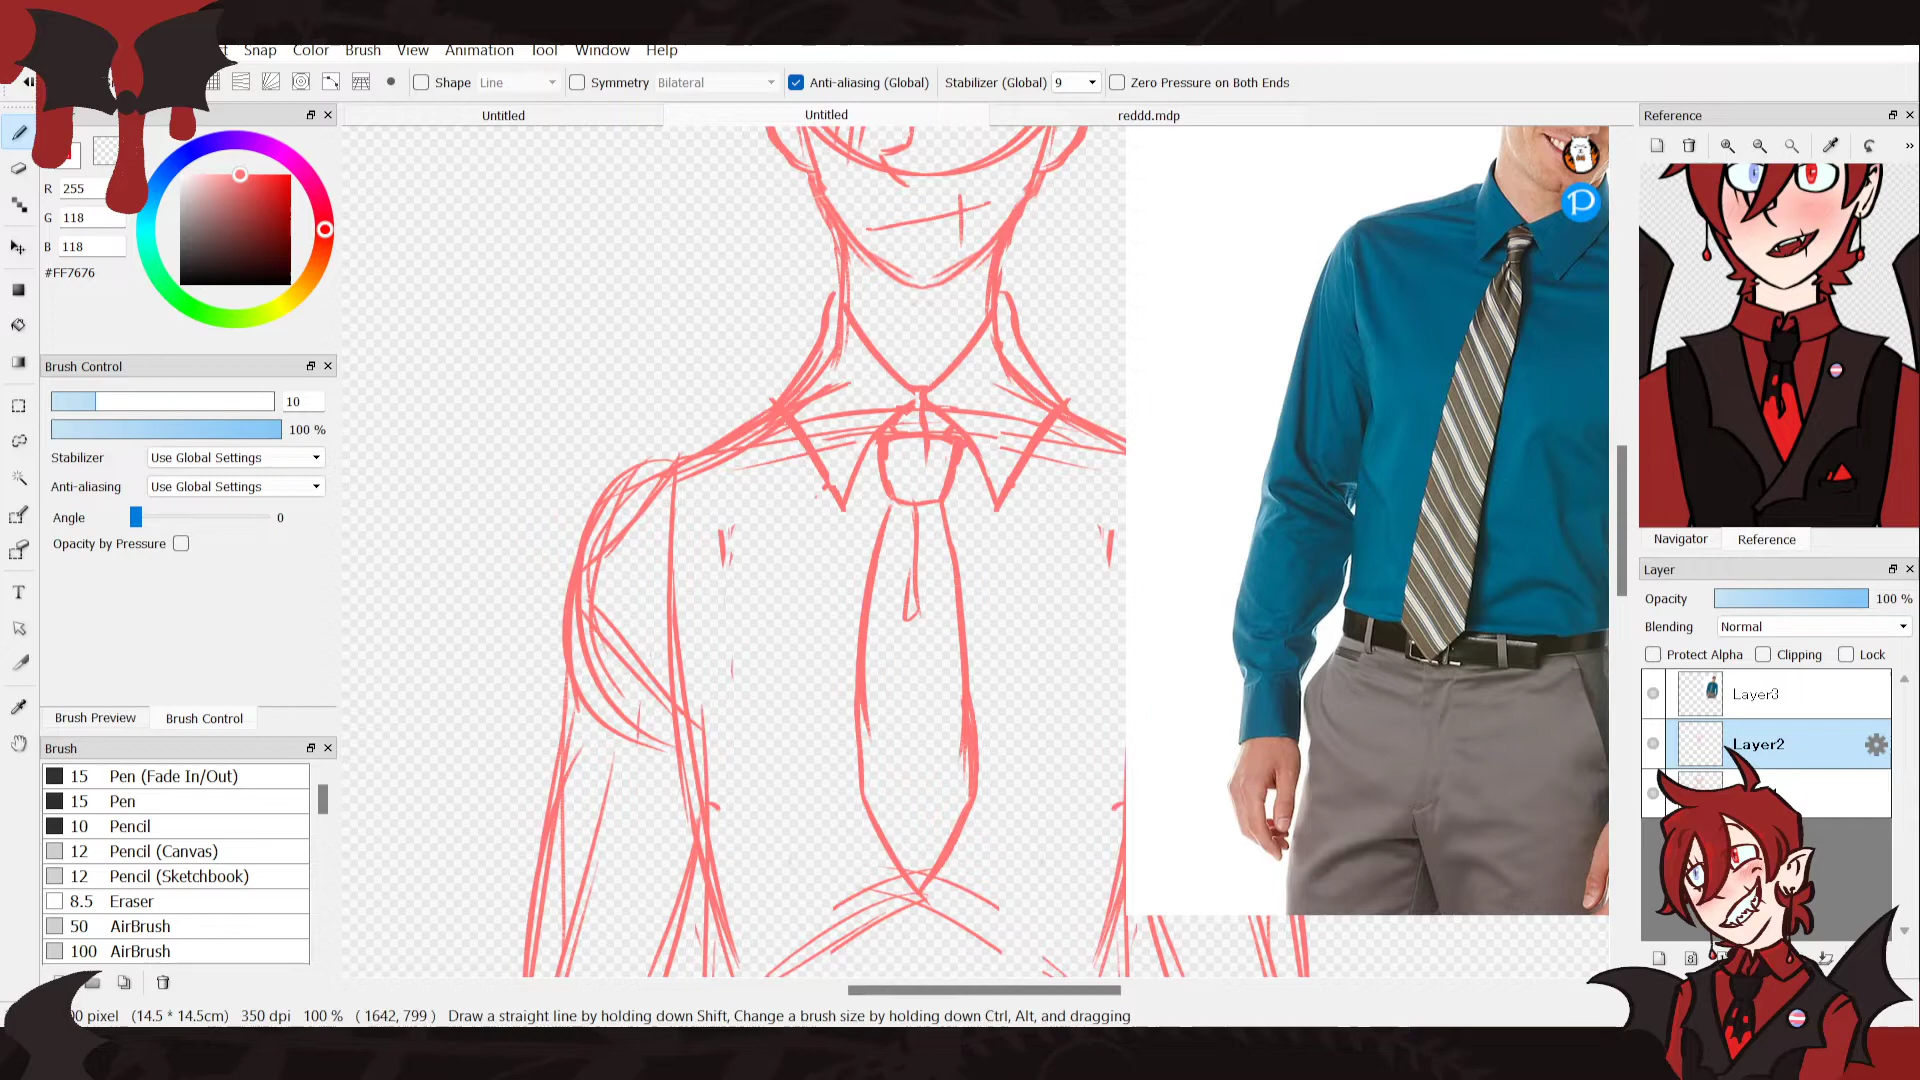 Snap Color Brush View Animation Tool Window Help
Shape Line Symmetry Bilateral Anti-aliasing (Global) Stabilizer (Global) 9 Zero Pressure on Both Ends
Untitled Untitled reddd.mdp
Reference
R 255
G 118
B 118
#FF7676
Brush Control
10
100 %
Stabilizer Use Global Settings
Anti-aliasing Use Global Settings
Angle 0
Opacity by Pressure
Navigator Reference
Layer
Opacity 100 %
Blending Normal
Protect Alpha Clipping Lock
Layer3
Layer2
Brush Preview Brush Control
Brush
15 Pen (Fade In/Out)
15 Pen
10 Pencil
12 Pencil (Canvas)
12 Pencil (Sketchbook)
8.5 Eraser
50 AirBrush
100 AirBrush
pixel (14.5 * 14.5cm) 350 dpi 100 % ( 1642, 799 ) Draw a straight line by holding down Shift, Change a brush size by holding down Ctrl, Alt, and dragging